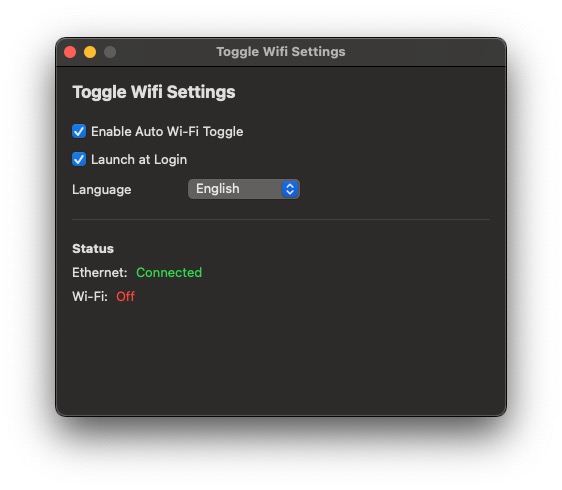 Toggle Wifi Settings
Toggle Wifi Settings
Enable Auto Wi-Fi Toggle
Launch at Login
Language English
Status
Ethernet: Connected
Wi-Fi: Off